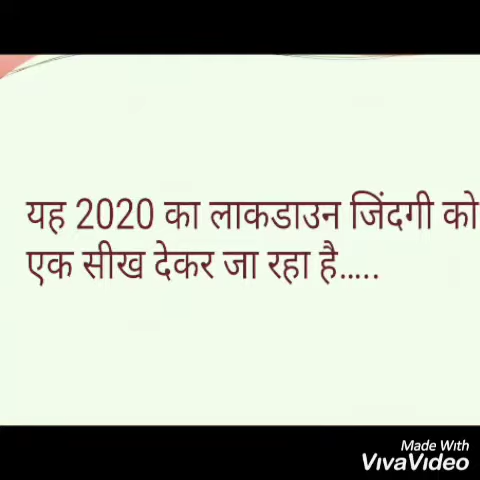 यह 2020 का लाकडाउन जिंदगी को
एक सीख देकर जा रहा है.....
Made With
VivaVideo